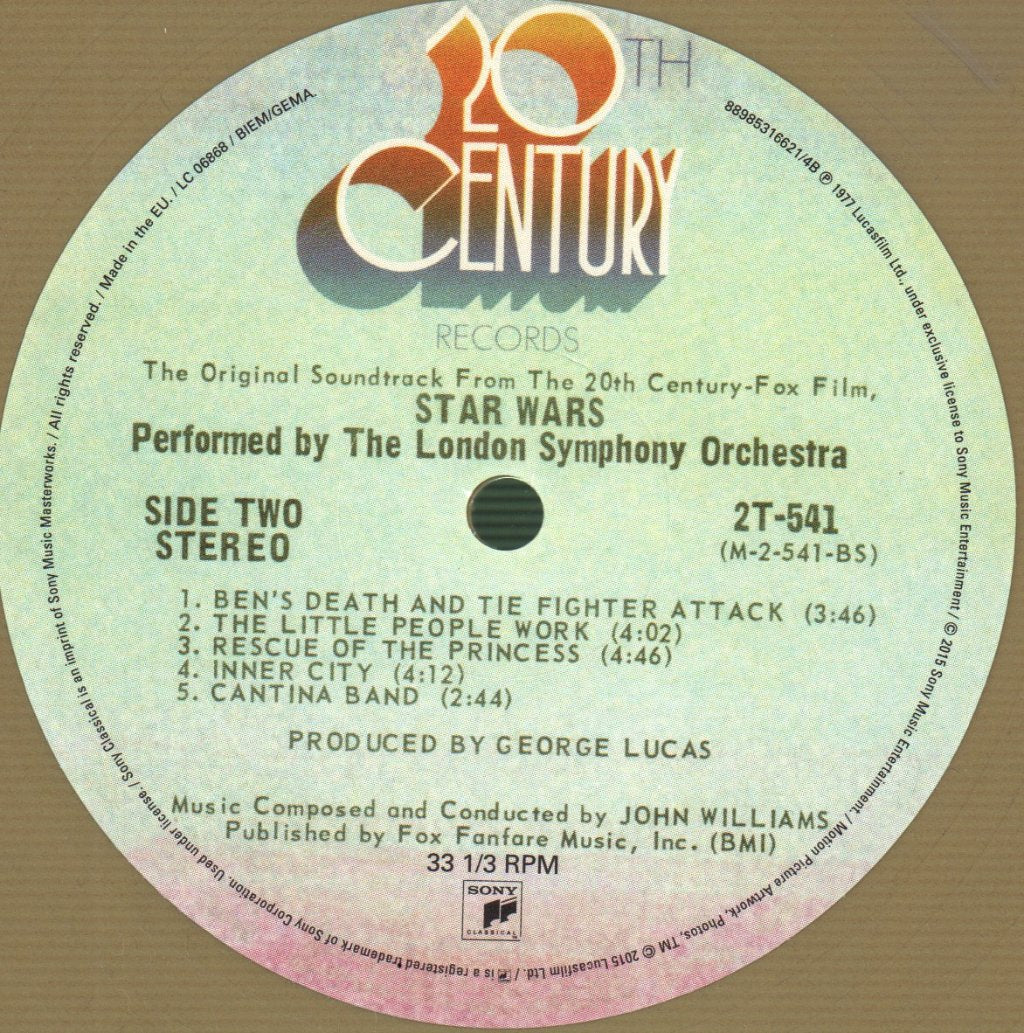 20TH
CENTURY
RECORDS
The Original Soundtrack From The 20th Century-Fox Film,
STAR WARS
Performed by The London Symphony Orchestra
SIDE TWO
STEREO
2T-541
(M-2-541-BS)
1. BEN'S DEATH AND TIE FIGHTER ATTACK (3:46)
2. THE LITTLE PEOPLE WORK (4:02)
3. RESCUE OF THE PRINCESS (4:46)
4. INNER CITY (4:12)
5. CANTINA BAND (2:44)
PRODUCED BY GEORGE LUCAS
Music Composed and Conducted by JOHN WILLIAMS
Published by Fox Fanfare Music, Inc. (BMI)
33 1/3 RPM
SONY
CLASSICAL
88985316621/4B ℗ 1977 Lucasfilm Ltd., under exclusive license to Sony Music Entertainment / © 2015 Sony Music Entertainment. / Motion Picture Artwork, Photos, TM © 2015 Lucasfilm Ltd. / is a registered trademark of Sony Corporation. Used under license. / Sony Classical is an imprint of Sony Music Masterworks. / All rights reserved. / Made in the EU. / LC 06868 / BIEM/GEMA.